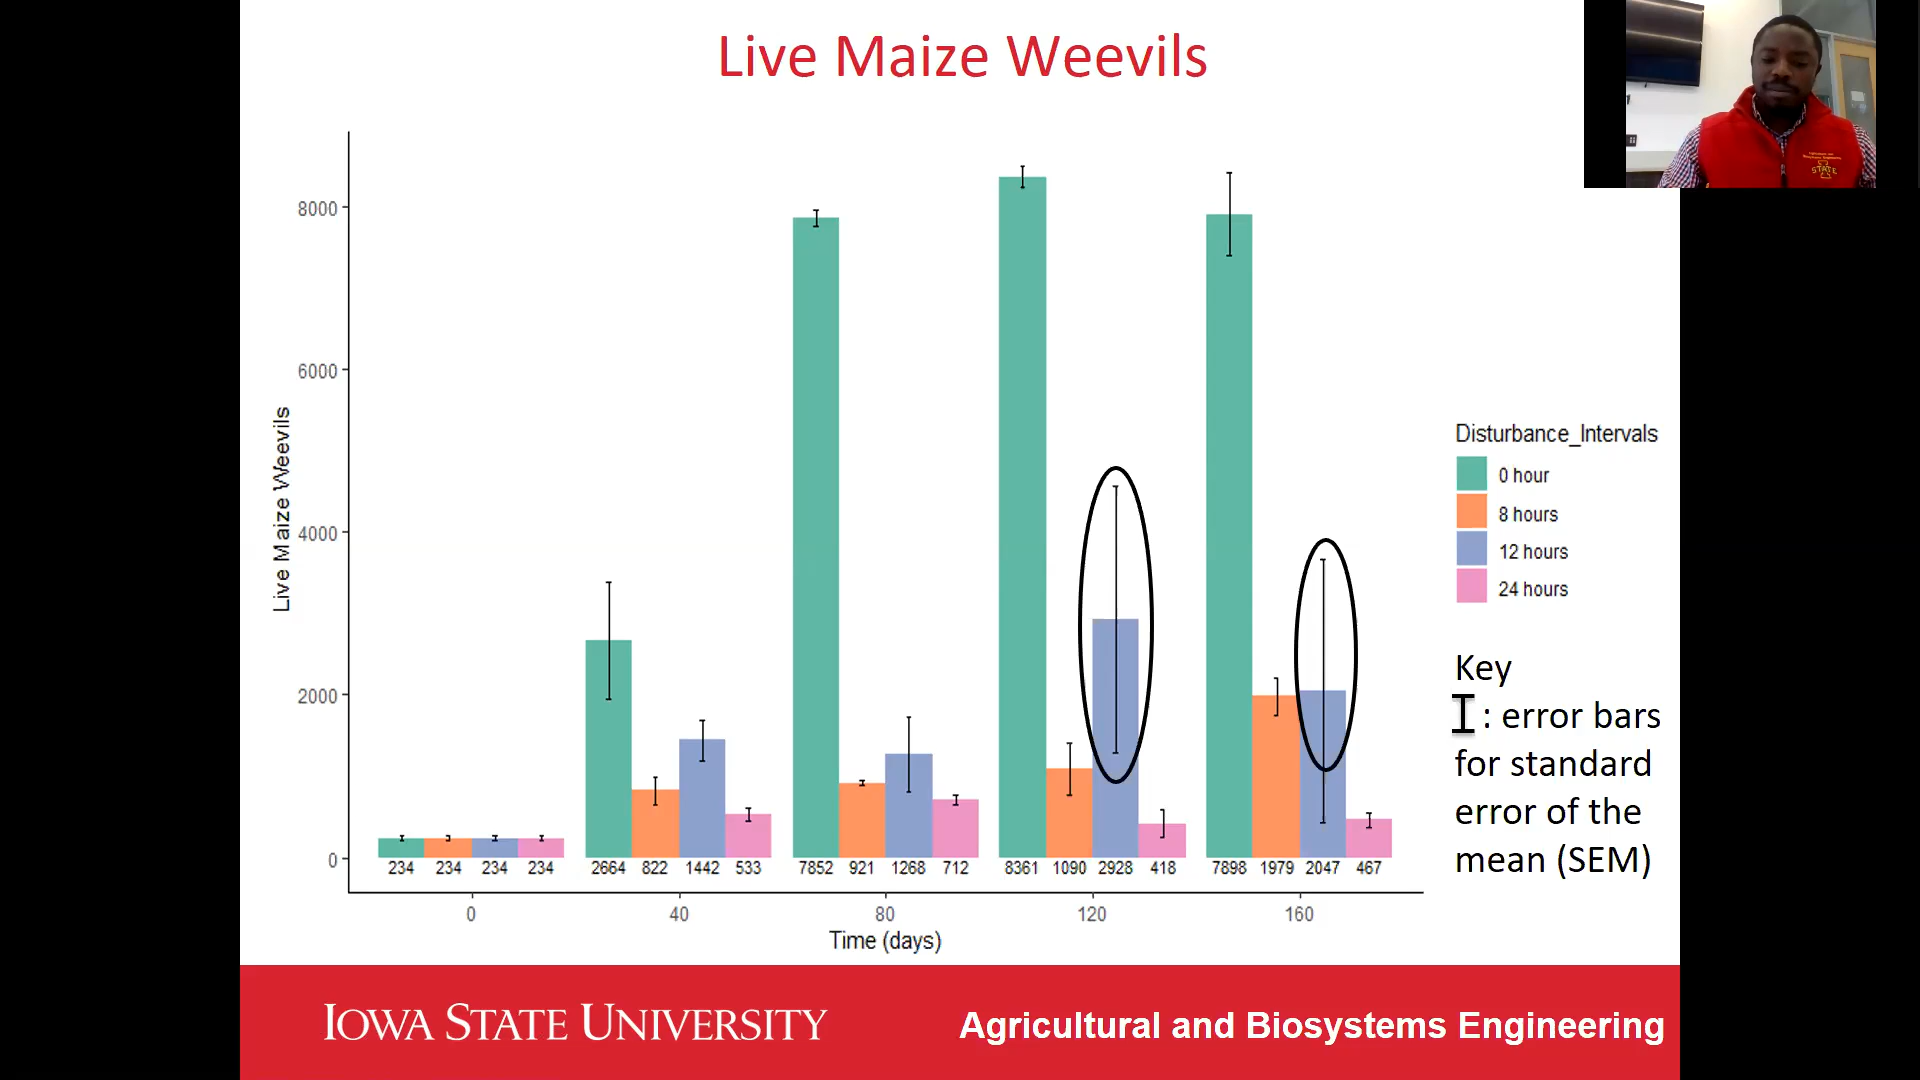 Live Maize Weevils
8000
6000
4000
2000
0
Live Maize Weevils
234 234 234 234 2664 822 1442 533 7852 921 1268 712 8361 1090 2928 418 7898 1979 2047 467
0 40 80 120 160
Time (days)
Disturbance_Intervals
0 hour
8 hours
12 hours
24 hours
Key
: error bars
for standard
error of the
mean (SEM)
STATE
IOWA STATE UNIVERSITY
Agricultural and Biosystems Engineering